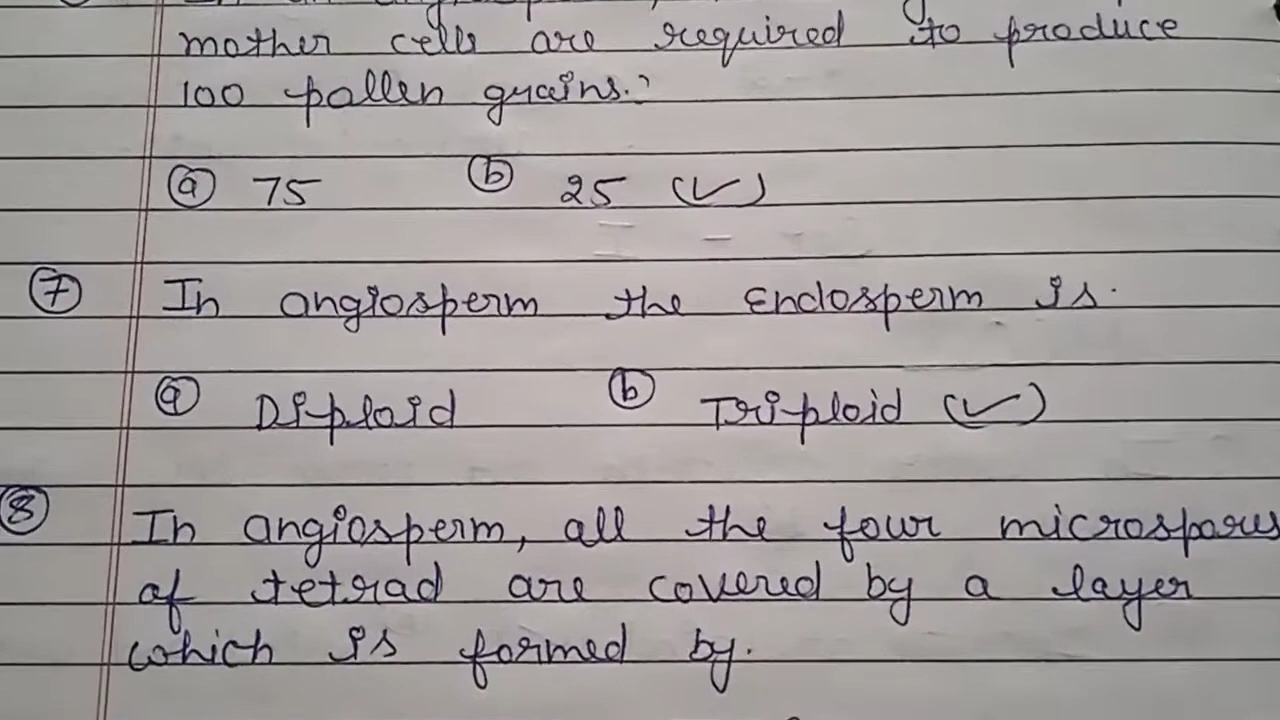 mother cells are required to produce
100 pollen grains.?
(a) 75 (b) 25 (✓)
(7) In angiosperm the Endosperm is.
(a) Diploid (b) Triploid (✓)
(8) In angiosperm, all the four microspores
of tetrad are covered by a layer
which is formed by.